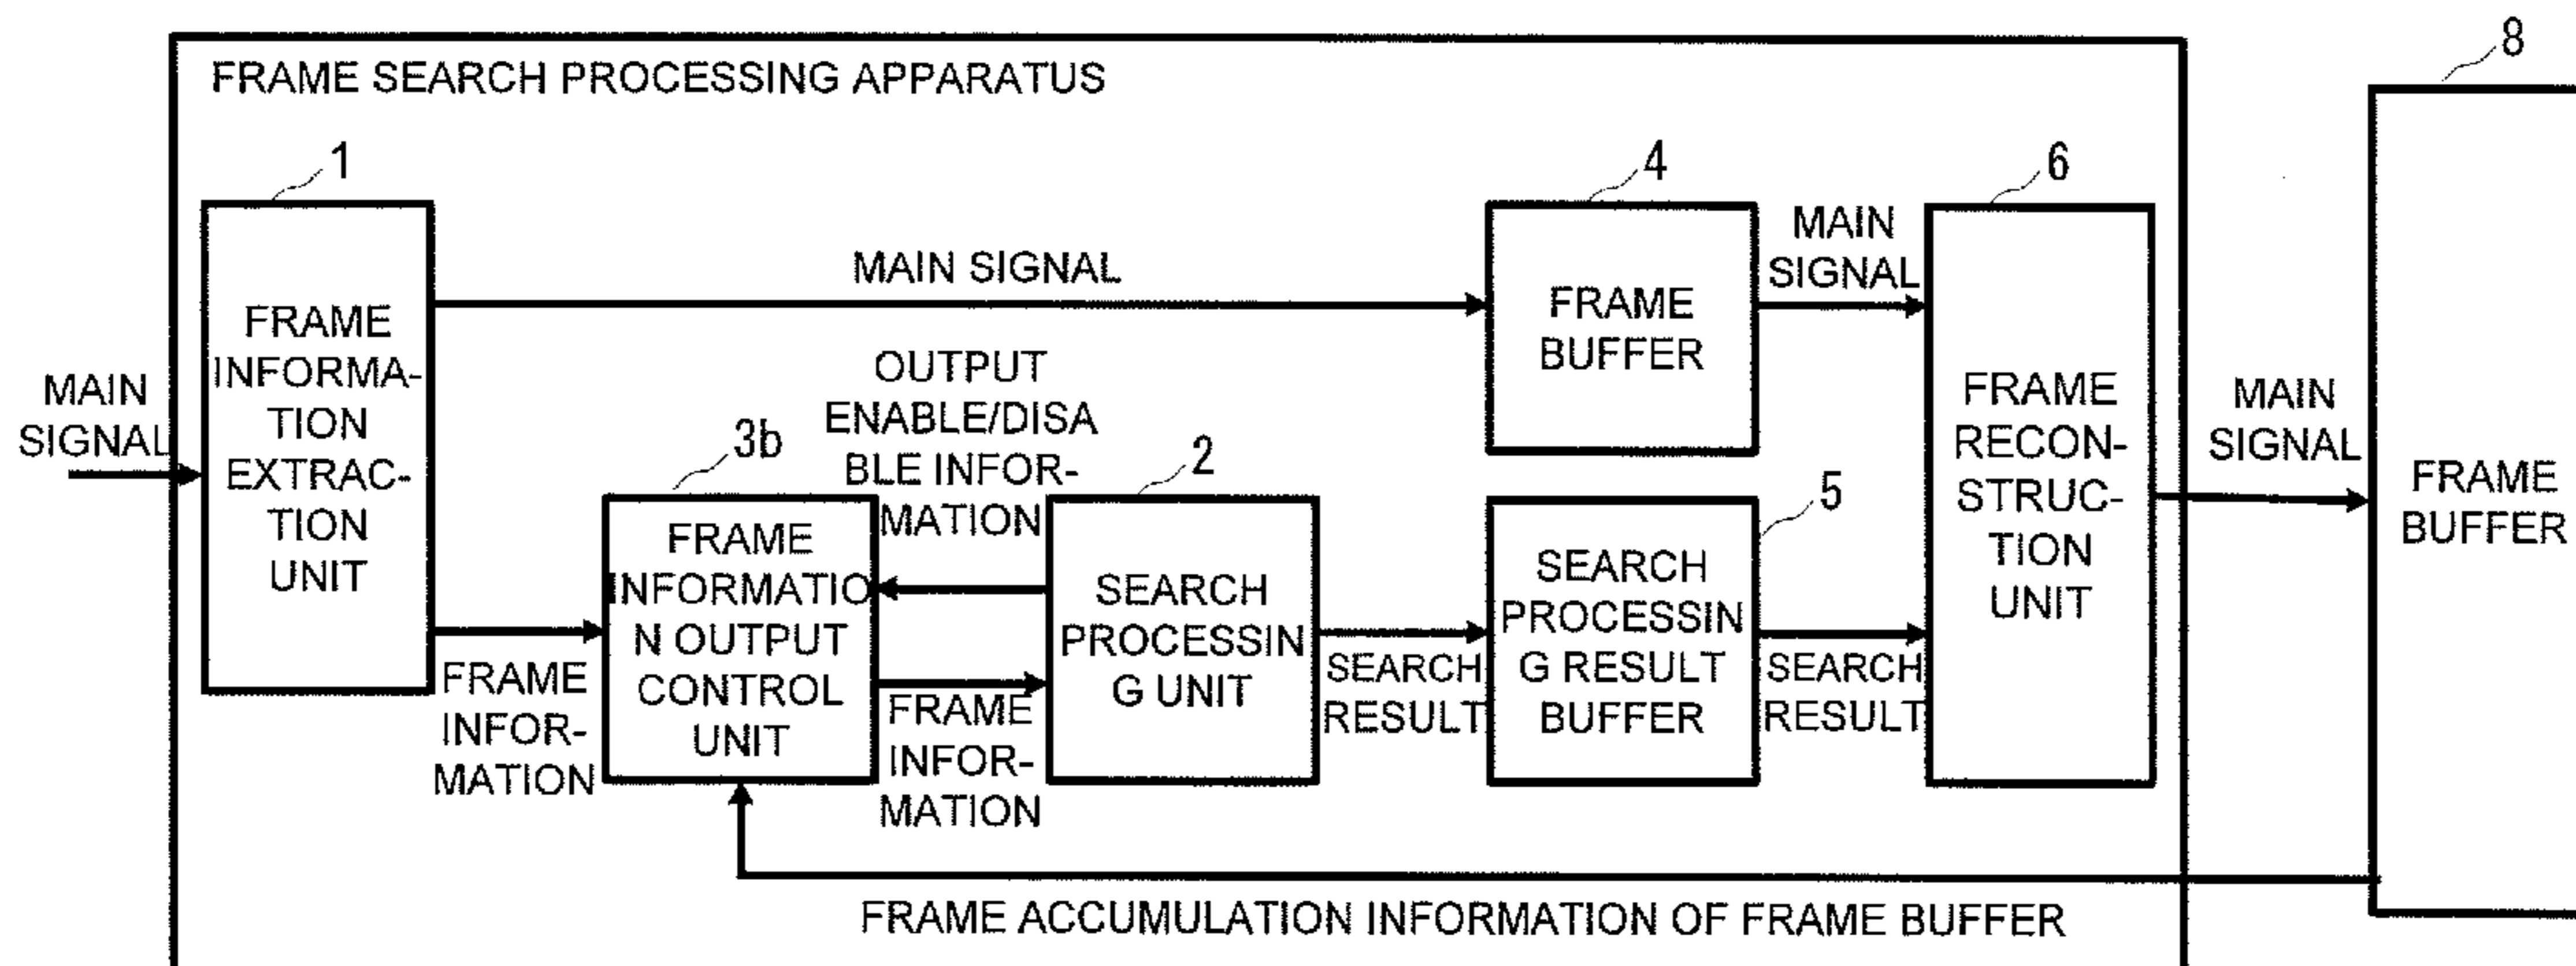 8
FRAME SEARCH PROCESSING APPARATUS
1
4
6
MAIN
SIGNAL
MAIN SIGNAL
FRAME
INFORMA-
TION
EXTRAC-
TION
UNIT
MAIN
SIGNAL
FRAME
BUFFER
OUTPUT
ENABLE/DISA
BLE INFOR-
MATION
3b
2
5
FRAME
RECON-
STRUC-
TION
UNIT
MAIN
SIGNAL
FRAME
BUFFER
FRAME
INFORMATIO
N OUTPUT
CONTROL
UNIT
SEARCH
PROCESSIN
G UNIT
SEARCH
PROCESSIN
G RESULT
BUFFER
FRAME
INFOR-
MATION
FRAME
INFOR-
MATION
SEARCH
RESULT
SEARCH
RESULT
FRAME ACCUMULATION INFORMATION OF FRAME BUFFER